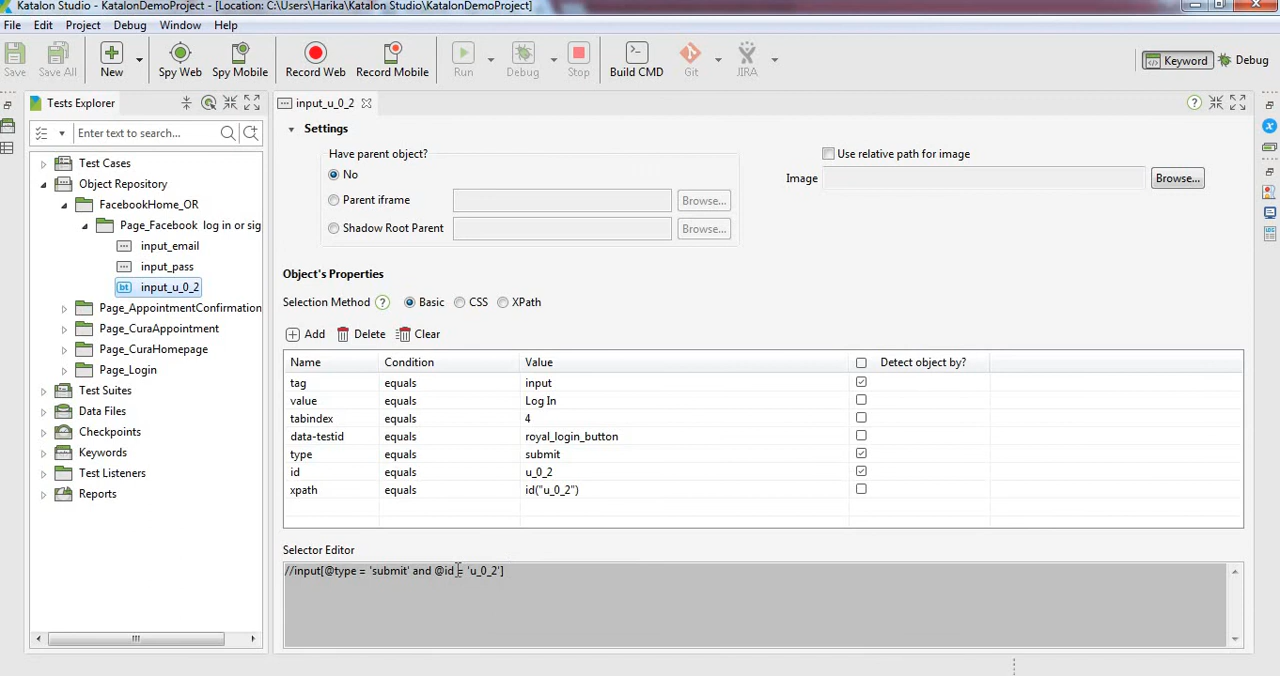 Katalon Studio - KatalonDemoProject - [Location: C:\Users\Harika\Katalon Studio\KatalonDemoProject]
File Edit Project Debug Window Help
Save Save All New Spy Web Spy Mobile Record Web Record Mobile Run Debug Stop Build CMD Git JIRA Keyword Debug
Tests Explorer
Enter text to search...
Test Cases
Object Repository
FacebookHome_OR
Page_Facebook log in or sig
input_email
input_pass
bt input_u_0_2
Page_AppointmentConfirmation
Page_CuraAppointment
Page_CuraHomepage
Page_Login
Test Suites
Data Files
Checkpoints
Keywords
Test Listeners
Reports
input_u_0_2
Settings
Have parent object?
No
Parent iframe Browse...
Shadow Root Parent Browse...
Use relative path for image
Image Browse...
Object's Properties
Selection Method Basic CSS XPath
Add Delete Clear
Name Condition Value Detect object by?
tag equals input
value equals Log In
tabindex equals 4
data-testid equals royal_login_button
type equals submit
id equals u_0_2
xpath equals id("u_0_2")
Selector Editor
//input[@type = 'submit' and @id = 'u_0_2']